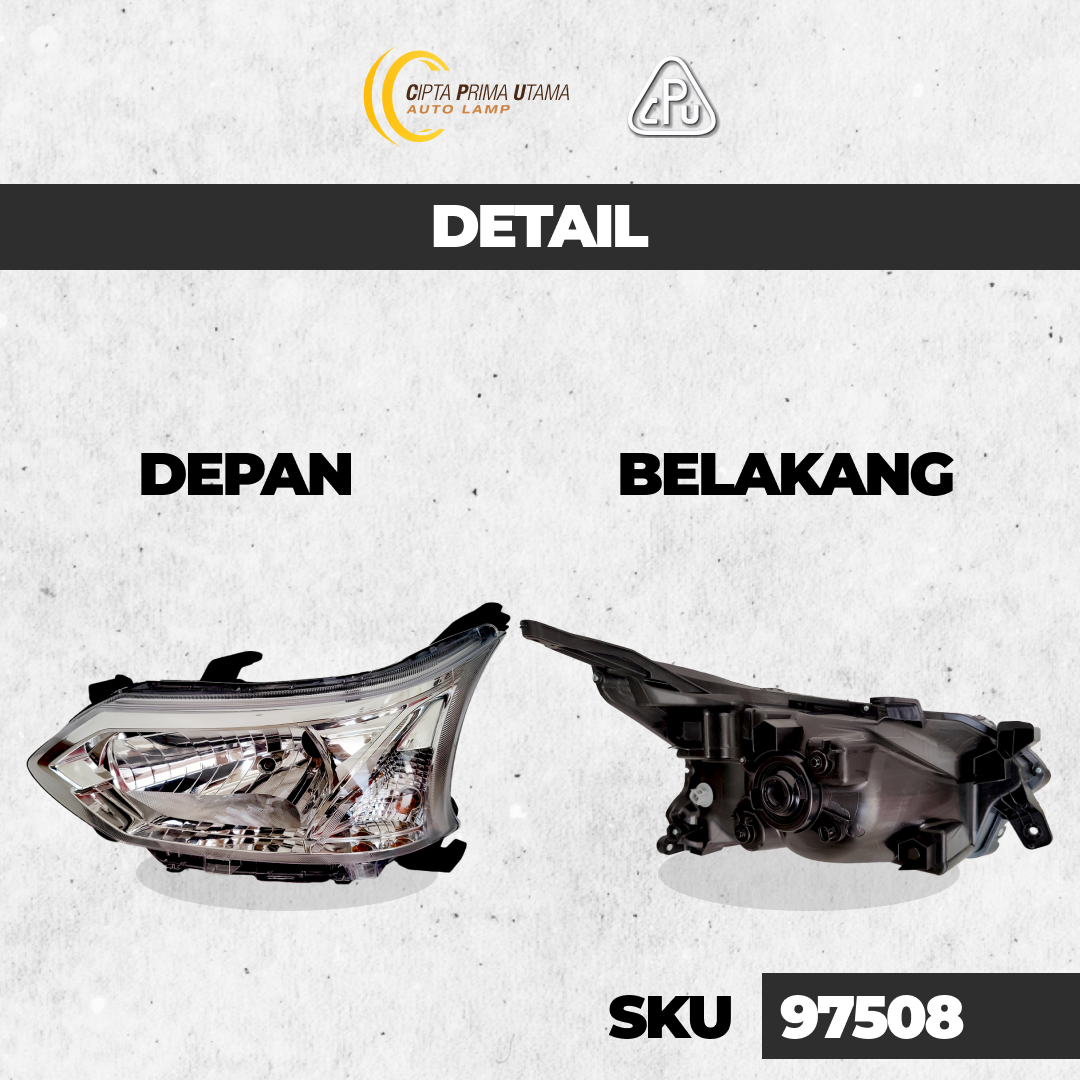 CIPTA PRIMA UTAMA
AUTO LAMP
CPU
DETAIL
DEPAN
BELAKANG
SKU 97508